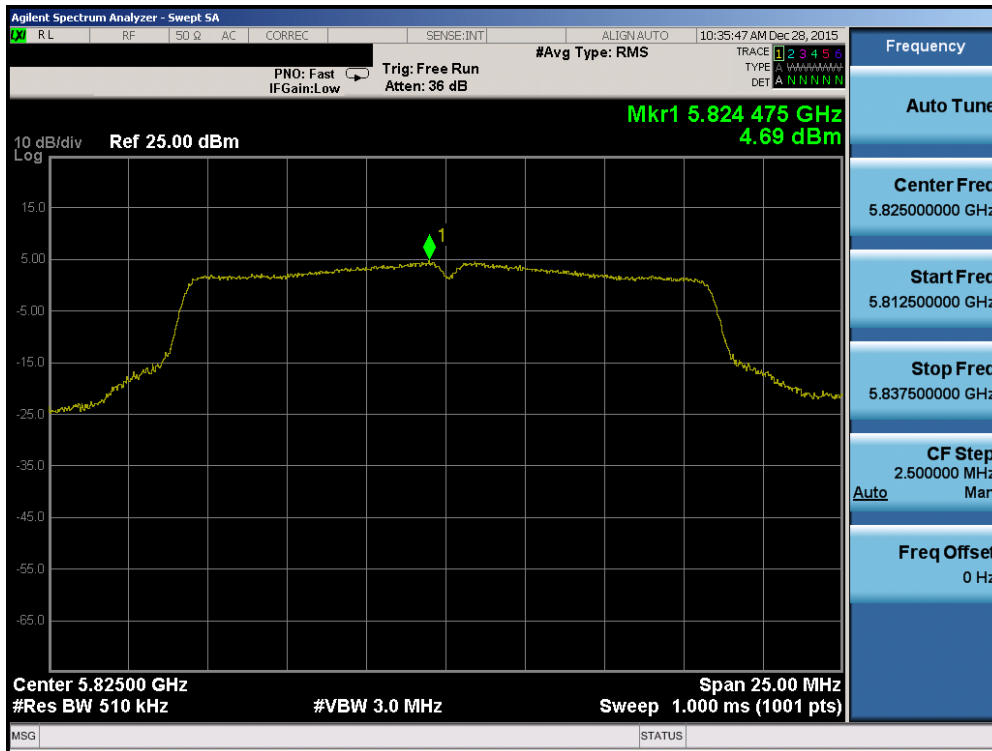 Agilent Spectrum Analyzer - Swept SA
LXI RL RF 50 Ω AC CORREC SENSE:INT ALIGN AUTO 10:35:47 AM Dec 28, 2015
Frequency
#Avg Type: RMS
TRACE 1 2 3 4 5 6
TYPE A WWWWW
DET A N N N N N
PNO: Fast
IFGain:Low
Trig: Free Run
Atten: 36 dB
Auto Tune
Mkr1 5.824 475 GHz
4.69 dBm
10 dB/div Ref 25.00 dBm
Log
Center Freq
5.825000000 GHz
15.0
1
5.00
Start Freq
5.812500000 GHz
-5.00
-15.0
Stop Freq
5.837500000 GHz
-25.0
-35.0
CF Step
2.500000 MHz
Auto Man
-45.0
-55.0
Freq Offset
0 Hz
-65.0
Center 5.82500 GHz Span 25.00 MHz
#Res BW 510 kHz #VBW 3.0 MHz Sweep 1.000 ms (1001 pts)
MSG STATUS